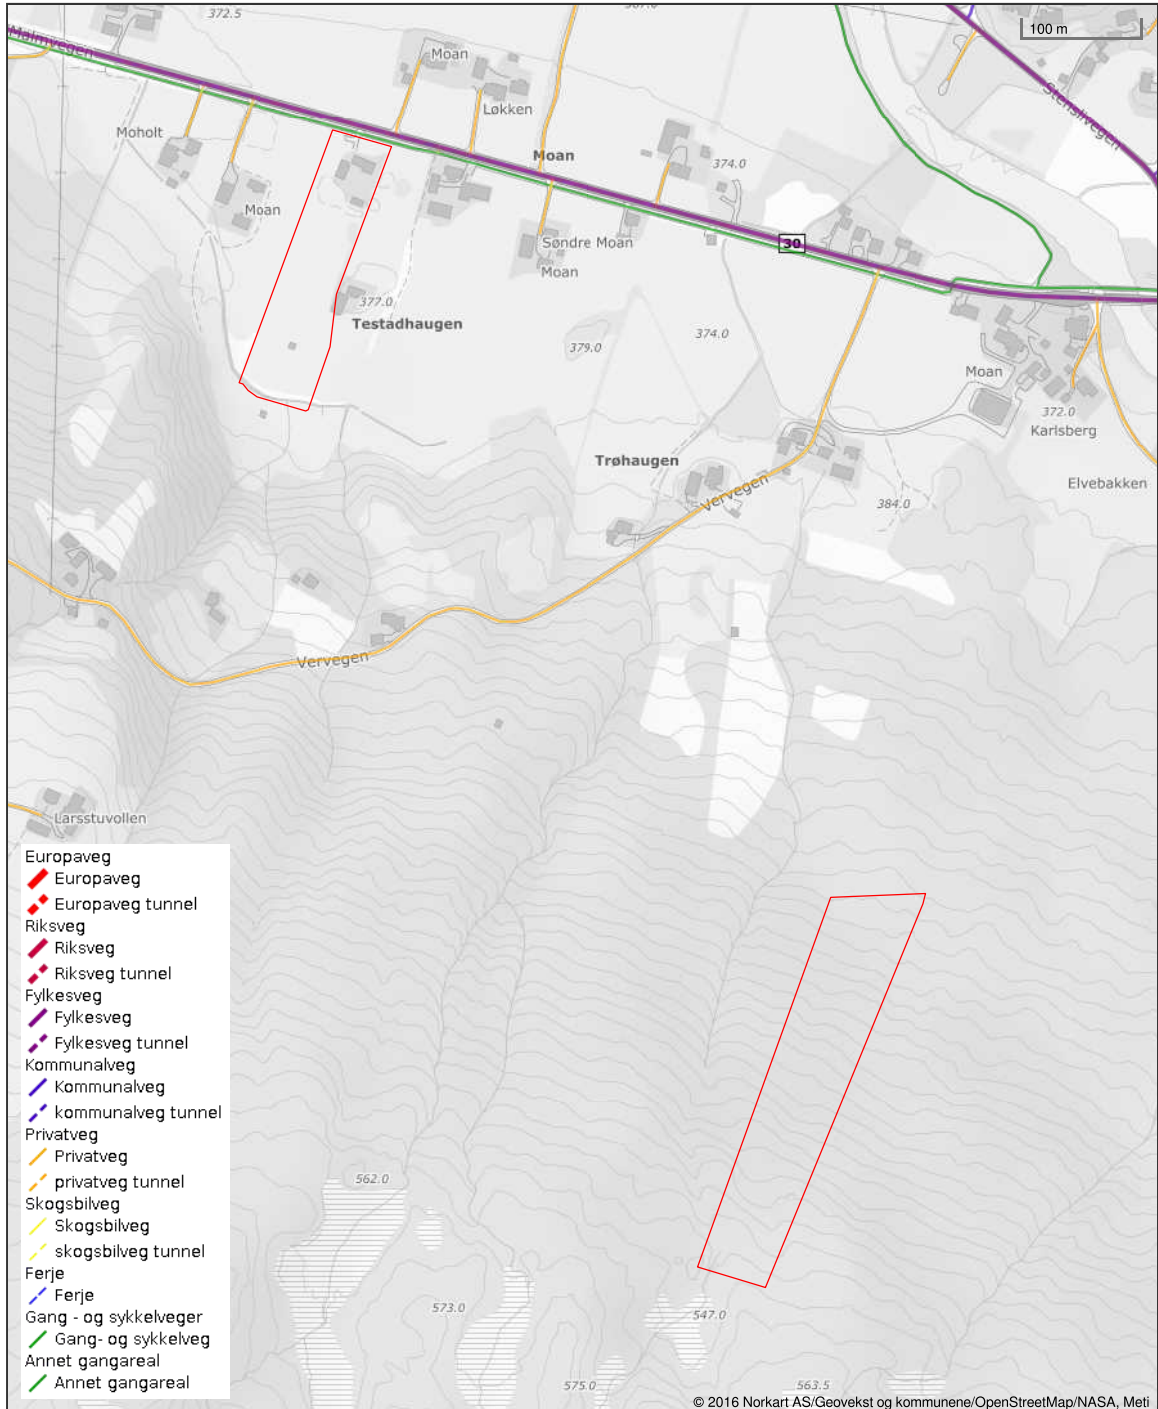 372.5
100 m
Malmvegen
Moan
Løkken
Stenslivegen
Moholt
Moan
374.0
Moan
Søndre Moan
30
Moan
377.0
Testadhaugen
379.0
374.0
Moan
372.0
Karlsberg
Trøhaugen
Elvebakken
Vervegen
384.0
Vervegen
Larsstuvollen
Europaveg
Europaveg
Europaveg tunnel
Riksveg
Riksveg
Riksveg tunnel
Fylkesveg
Fylkesveg
Fylkesveg tunnel
Kommunalveg
Kommunalveg
kommunalveg tunnel
Privatveg
Privatveg
privatveg tunnel
Skogsbilveg
Skogsbilveg
skogsbilveg tunnel
Ferje
Ferje
Gang - og sykkelveger
Gang- og sykkelveg
Annet gangareal
Annet gangareal
562.0
573.0
547.0
575.0
563.5
© 2016 Norkart AS/Geovekst og kommunene/OpenStreetMap/NASA, Meti